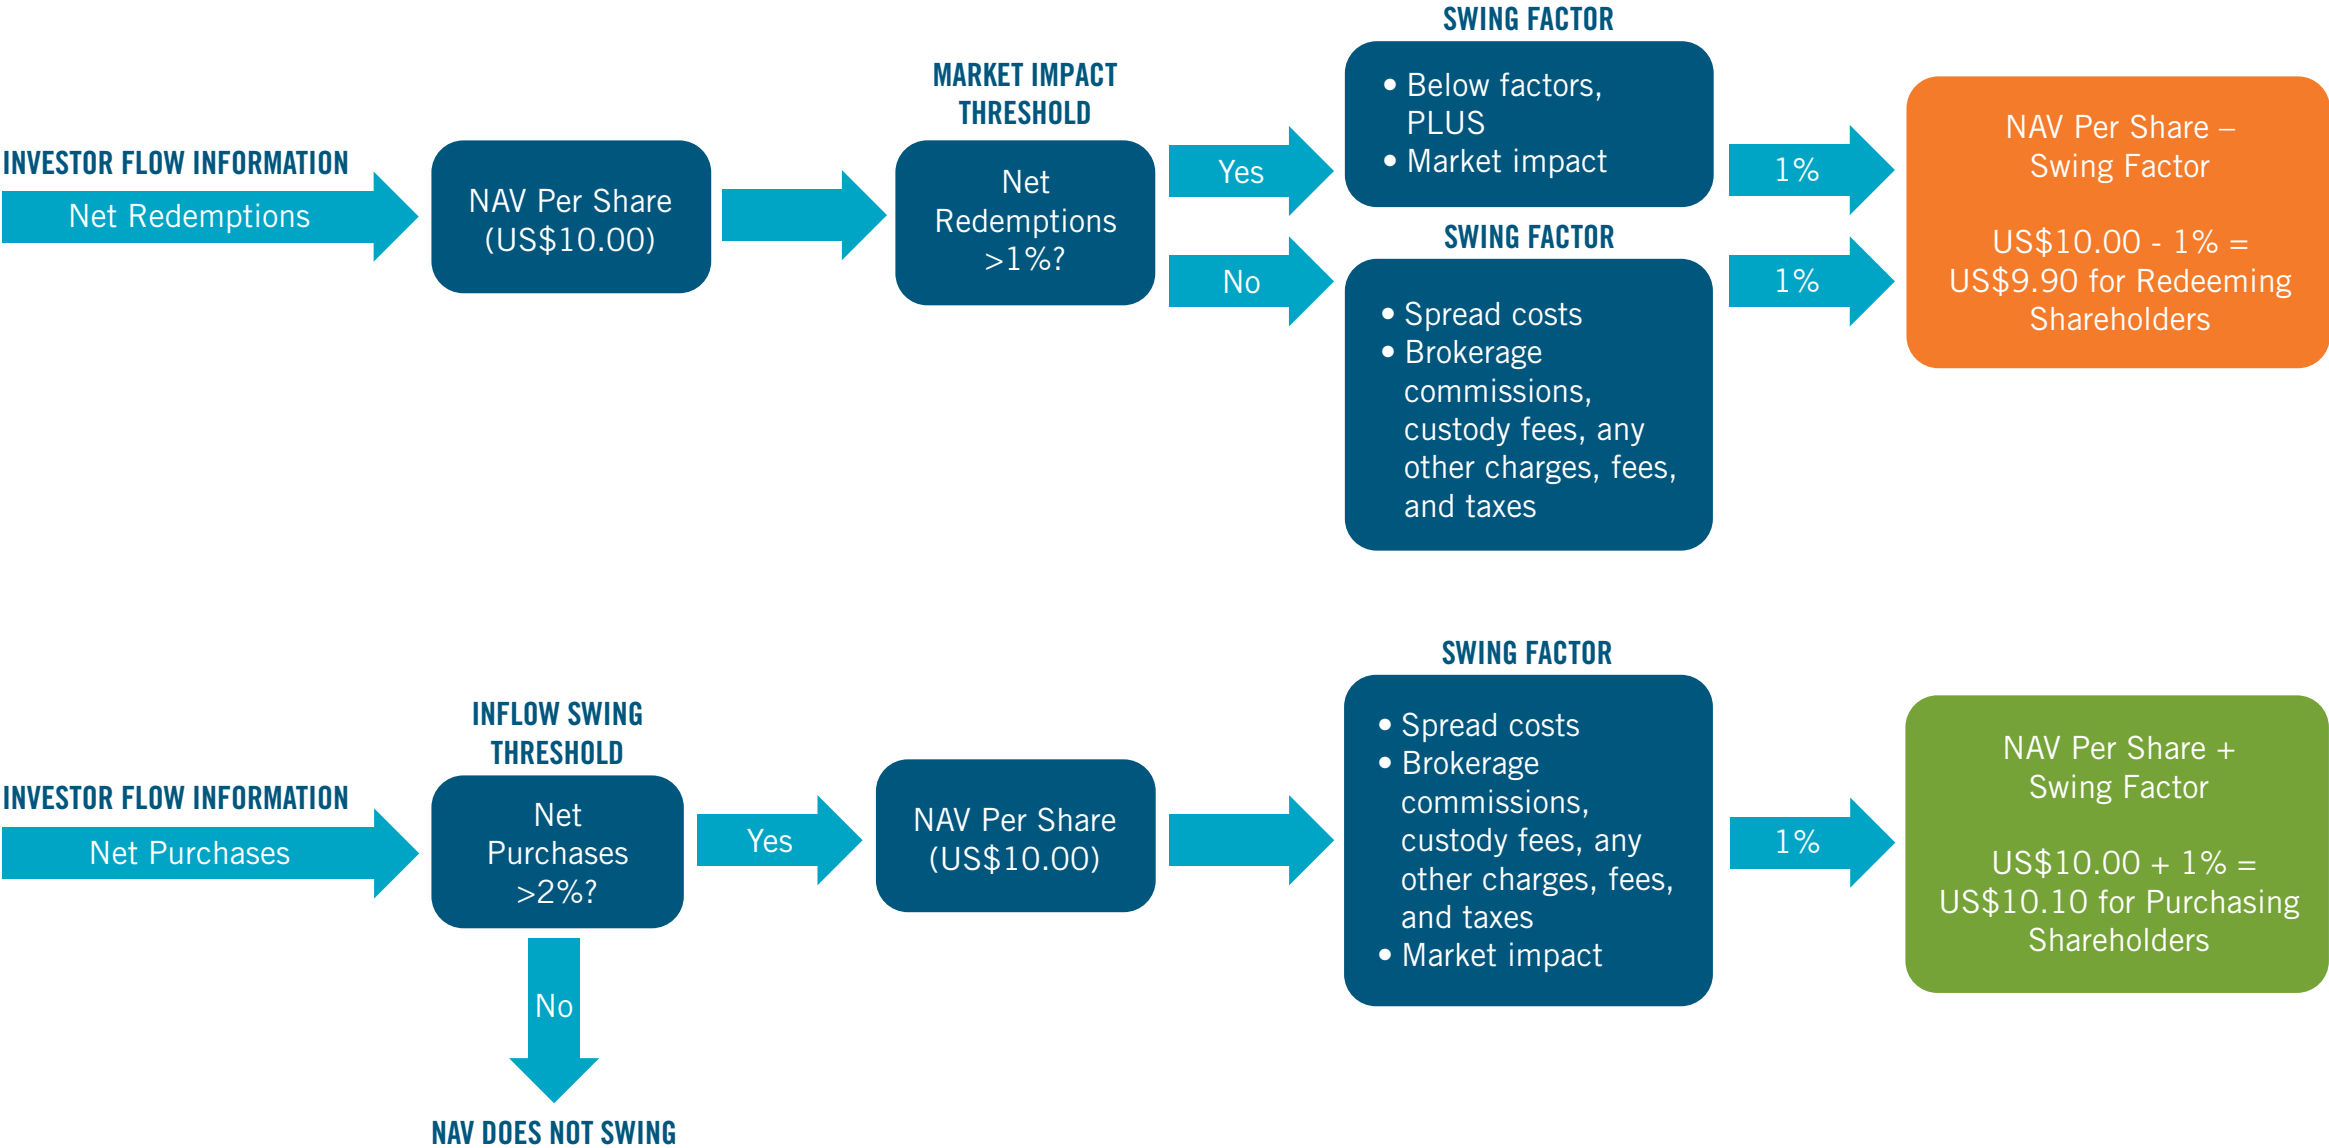 INVESTOR FLOW INFORMATION
Net Redemptions
NAV Per Share
(US$10.00)
MARKET IMPACT
THRESHOLD
Net
Redemptions
>1%?
Yes
No
SWING FACTOR
• Below factors,
PLUS
• Market impact
SWING FACTOR
• Spread costs
• Brokerage
commissions,
custody fees, any
other charges, fees,
and taxes
1%
1%
NAV Per Share –
Swing Factor
US$10.00 - 1% =
US$9.90 for Redeeming
Shareholders
INVESTOR FLOW INFORMATION
Net Purchases
INFLOW SWING
THRESHOLD
Net
Purchases
>2%?
Yes
No
NAV DOES NOT SWING
NAV Per Share
(US$10.00)
SWING FACTOR
• Spread costs
• Brokerage
commissions,
custody fees, any
other charges, fees,
and taxes
• Market impact
1%
NAV Per Share +
Swing Factor
US$10.00 + 1% =
US$10.10 for Purchasing
Shareholders